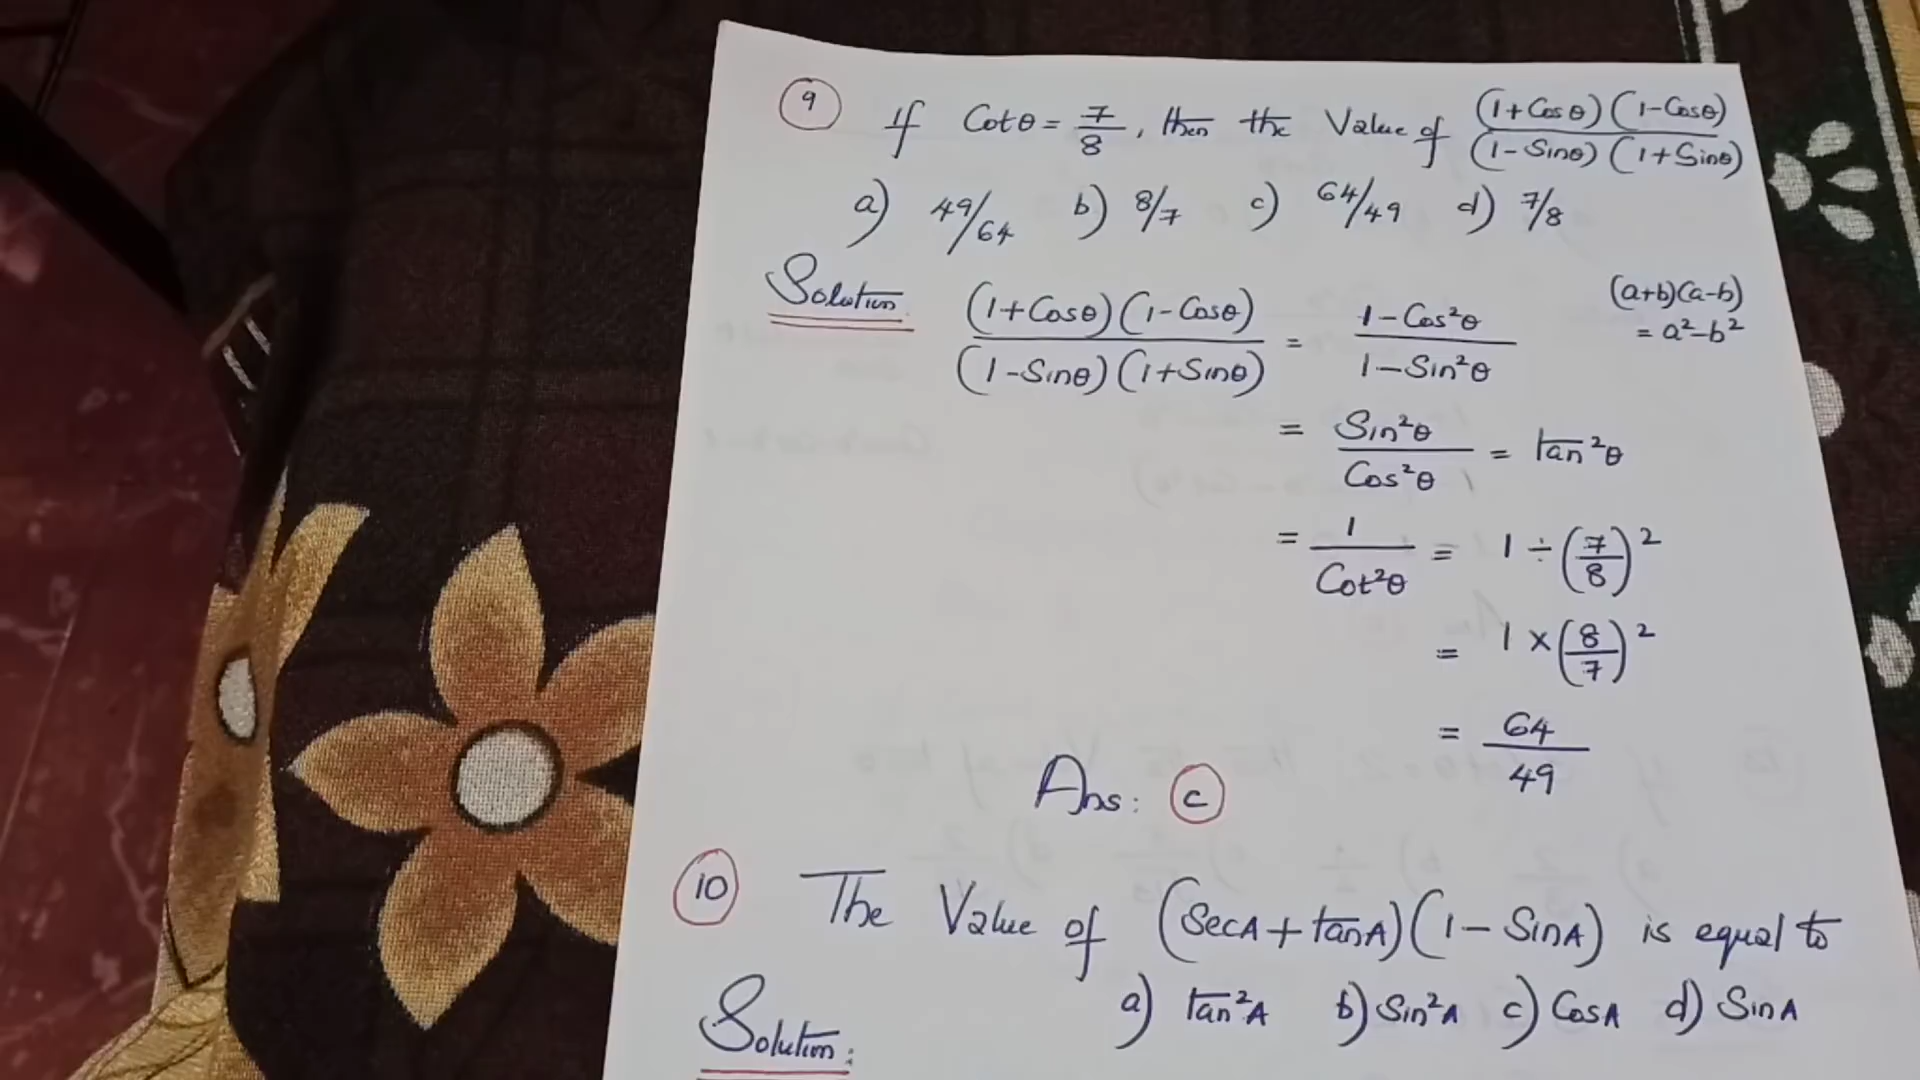 9 If Cotθ = 7/8, then the Value of (1+Cosθ)(1-Cosθ)/(1-Sinθ)(1+Sinθ)
a) 49/64 b) 8/7 c) 64/49 d) 7/8
Solution (1+Cosθ)(1-Cosθ)/(1-Sinθ)(1+Sinθ) = 1-Cos²θ/1-Sin²θ
(a+b)(a-b)
= a²-b²
= Sin²θ/Cos²θ = tan²θ
= 1/Cot²θ = 1 ÷ (7/8)²
= 1 × (8/7)²
= 64/49
Ans: c
10 The Value of (SecA + tanA)(1 - SinA) is equal to
a) tan²A b) Sin²A c) CosA d) SinA
Solution: